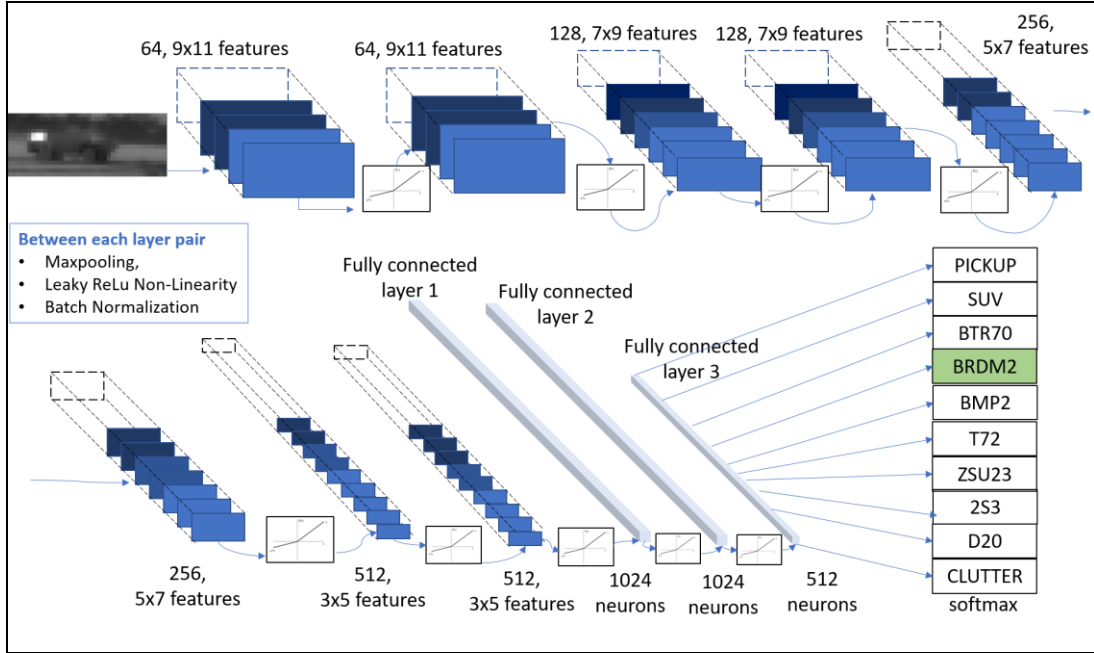 64, 9x11 features
64, 9x11 features
128, 7x9 features
128, 7x9 features
256,
5x7 features
Between each layer pair
• Maxpooling,
• Leaky ReLu Non-Linearity
• Batch Normalization
Fully connected
layer 1
Fully connected
layer 2
Fully connected
layer 3
PICKUP
SUV
BTR70
BRDM2
BMP2
T72
ZSU23
2S3
D20
CLUTTER
softmax
256,
5x7 features
512,
3x5 features
512,
3x5 features
1024
neurons
1024
neurons
512
neurons